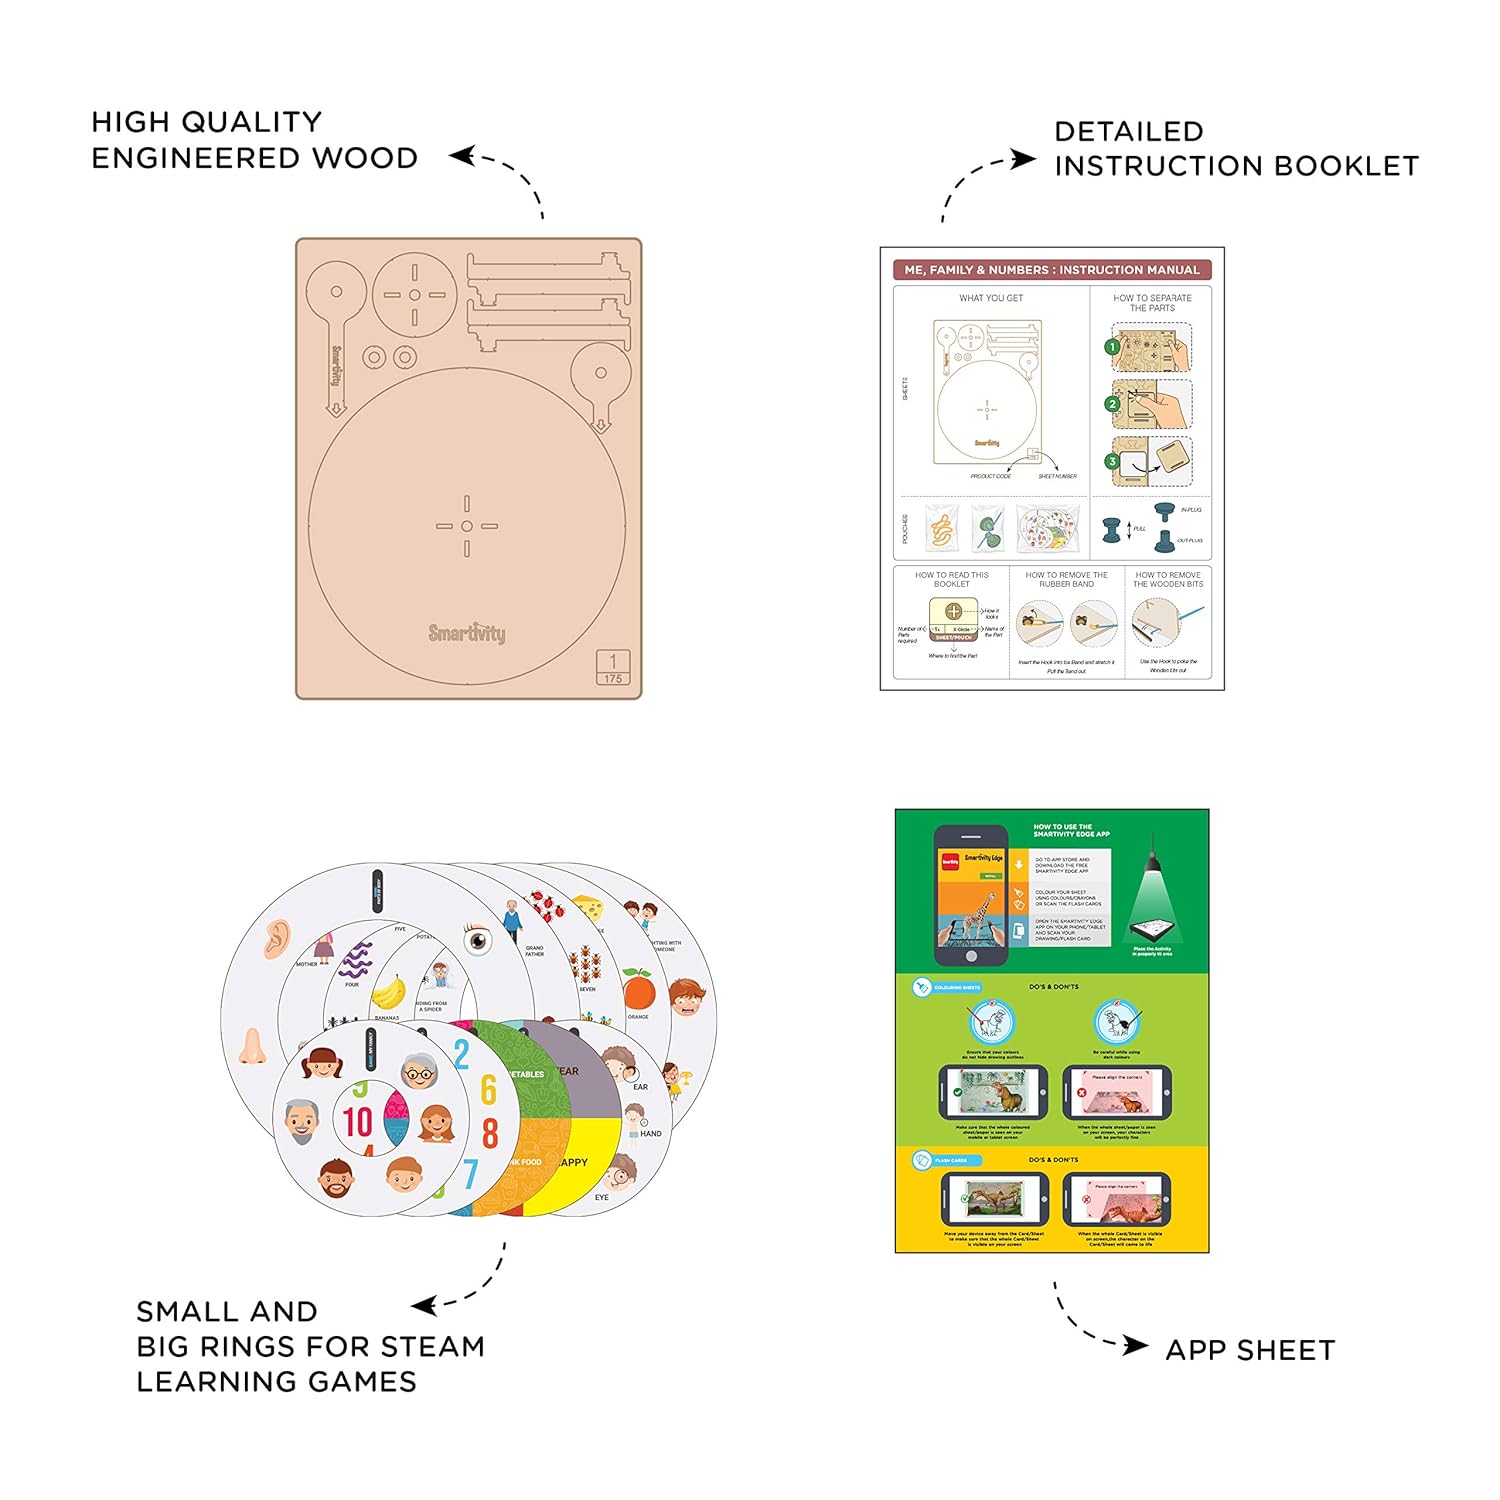 HIGH QUALITY
ENGINEERED WOOD
DETAILED
INSTRUCTION BOOKLET
Smartivity
Smartivity
1
175
ME, FAMILY & NUMBERS : INSTRUCTION MANUAL
WHAT YOU GET
HOW TO SEPARATE
THE PARTS
SHEETS
1
2
3
Smartivity
PRODUCT CODE
SHEET NUMBER
POUCHES
PULL
IN-PLUG
OUT-PLUG
HOW TO READ THIS
BOOKLET
How it
looks
Number of
Parts
required
1x
X-Circle
Name of
the Part
SHEET/POUCH
Where to find the Part
HOW TO REMOVE THE
RUBBER BAND
Insert the Hook into the Band and stretch it
Pull the Band out.
HOW TO REMOVE
THE WOODEN BITS
Use the Hook to poke the
Wooden bits out
FIVE
MOTHER
FOUR
BANANAS
HIDING FROM
A SPIDER
GRAND
FATHER
SEVEN
ORANGE
GHTING WITH
OMEONE
GAME: MY FAMILY
10
2
6
8
7
ETABLES
NK FOOD
EAR
APPY
EAR
HAND
EYE
SMALL AND
BIG RINGS FOR STEAM
LEARNING GAMES
HOW TO USE THE
SMARTIVITY EDGE APP
Smartivity
Smartivity Edge
INSTALL
GO TO APP STORE AND
DOWNLOAD THE FREE
SMARTIVITY EDGE APP
COLOUR YOUR SHEET
USING COLOURS/CRAYONS
OR SCAN THE FLASH CARDS
OPEN THE SMARTIVITY EDGE
APP ON YOUR PHONE/TABLET
AND SCAN YOUR
DRAWING/FLASH CARD
Place the Activity
in properly lit area
COLOURING SHEETS
DO'S & DON'TS
Ensure that your colours
do not hide drawing outlines
Be careful while using
dark colours
Please align the corners
Make sure that the whole coloured
sheet/paper is seen on your
mobile or tablet screen
When the whole sheet/paper is seen
on your screen, your characters
will be perfectly fine
FLASH CARDS
DO'S & DON'TS
Please align the corners
Move your device away from the Card/Sheet
to make sure that the whole Card/Sheet
is visible on your screen
When the whole Card/Sheet is visible
on screen,the character on the
Card/Sheet will come to life
APP SHEET